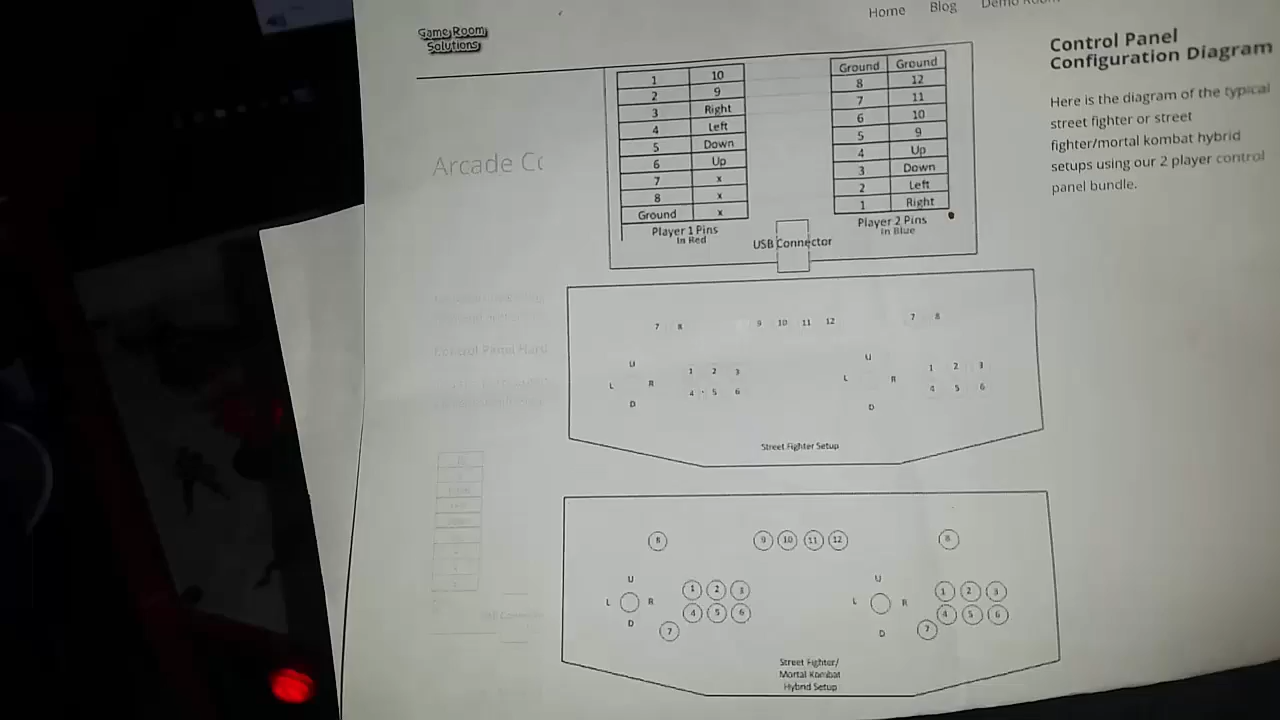 Game Room
Solutions
Home Blog Demo Room
Control Panel
Configuration Diagram
Here is the diagram of the typical
street fighter or street
fighter/mortal kombat hybrid
setups using our 2 player control
panel bundle.
Arcade Cc
1 10
2 9
3 Right
4 Left
5 Down
6 Up
7 x
8 x
Ground x
Player 1 Pins
In Red
USB Connector
Ground Ground
8 12
7 11
6 10
5 9
4 Up
3 Down
2 Left
1 Right
Player 2 Pins
In Blue
7 8 9 10 11 12 7 8
U U
1 2 3 1 2 3
L R L R
4 5 6 4 5 6
D D
Street Fighter Setup
8 9 10 11 12 8
U U
1 2 3 1 2 3
L R L R
4 5 6 4 5 6
D D
7 7
Street Fighter/
Mortal Kombat
Hybrid Setup